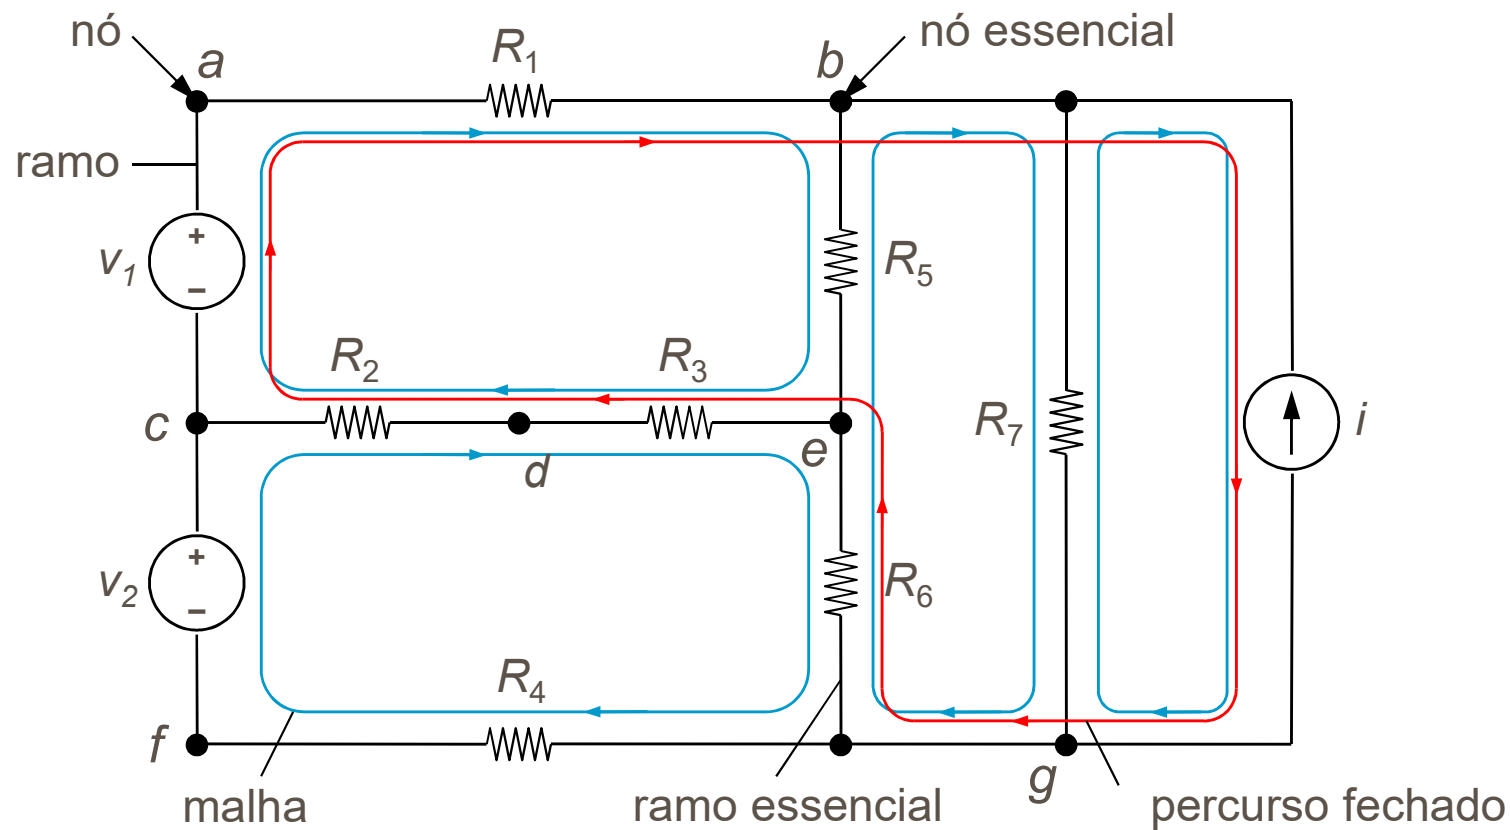 nó
a
R1
b
nó essencial
ramo
+
v1
−
R5
R2
R3
c
d
e
R7
i
+
v2
−
R6
R4
f
g
malha
ramo essencial
percurso fechado